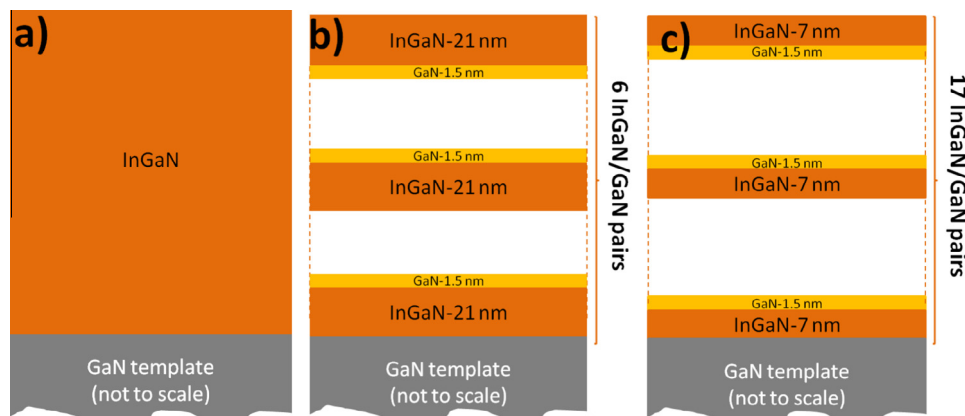 a)
InGaN
GaN template
(not to scale)
b)
InGaN-21 nm
GaN-1.5 nm
GaN-1.5 nm
InGaN-21 nm
GaN-1.5 nm
InGaN-21 nm
GaN template
(not to scale)
6 InGaN/GaN pairs
c)
InGaN-7 nm
GaN-1.5 nm
GaN-1.5 nm
InGaN-7 nm
GaN-1.5 nm
InGaN-7 nm
GaN template
(not to scale)
17 InGaN/GaN pairs